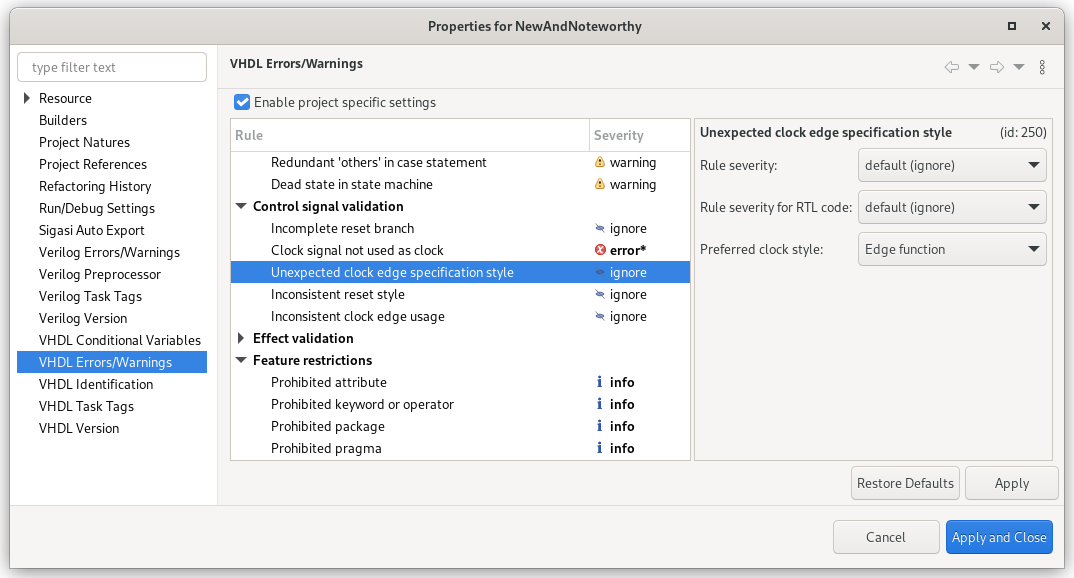 Properties for NewAndNoteworthy
type filter text
Resource
Builders
Project Natures
Project References
Refactoring History
Run/Debug Settings
Sigasi Auto Export
Verilog Errors/Warnings
Verilog Preprocessor
Verilog Task Tags
Verilog Version
VHDL Conditional Variables
VHDL Errors/Warnings
VHDL Identification
VHDL Task Tags
VHDL Version
VHDL Errors/Warnings
Enable project specific settings
Rule Severity
Redundant 'others' in case statement warning
Dead state in state machine warning
Control signal validation
Incomplete reset branch ignore
Clock signal not used as clock error*
Unexpected clock edge specification style ignore
Inconsistent reset style ignore
Inconsistent clock edge usage ignore
Effect validation
Feature restrictions
Prohibited attribute info
Prohibited keyword or operator info
Prohibited package info
Prohibited pragma info
Unexpected clock edge specification style (id: 250)
Rule severity: default (ignore)
Rule severity for RTL code: default (ignore)
Preferred clock style: Edge function
Restore Defaults Apply
Cancel Apply and Close